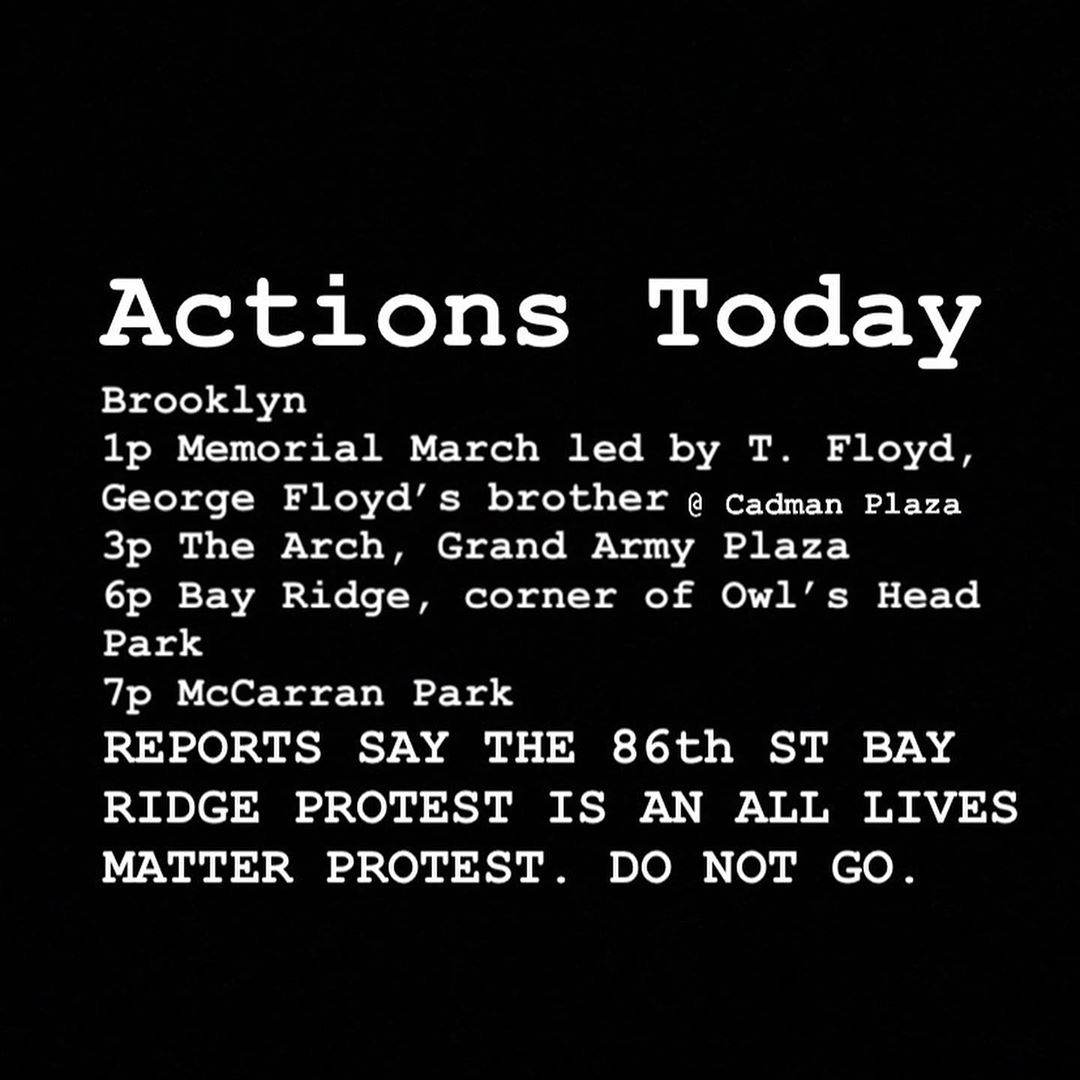 Actions Today
Brooklyn
1p Memorial March led by T. Floyd,
George Floyd's brother @ Cadman Plaza
3p The Arch, Grand Army Plaza
6p Bay Ridge, corner of Owl's Head
Park
7p McCarran Park
REPORTS SAY THE 86th ST BAY
RIDGE PROTEST IS AN ALL LIVES
MATTER PROTEST. DO NOT GO.